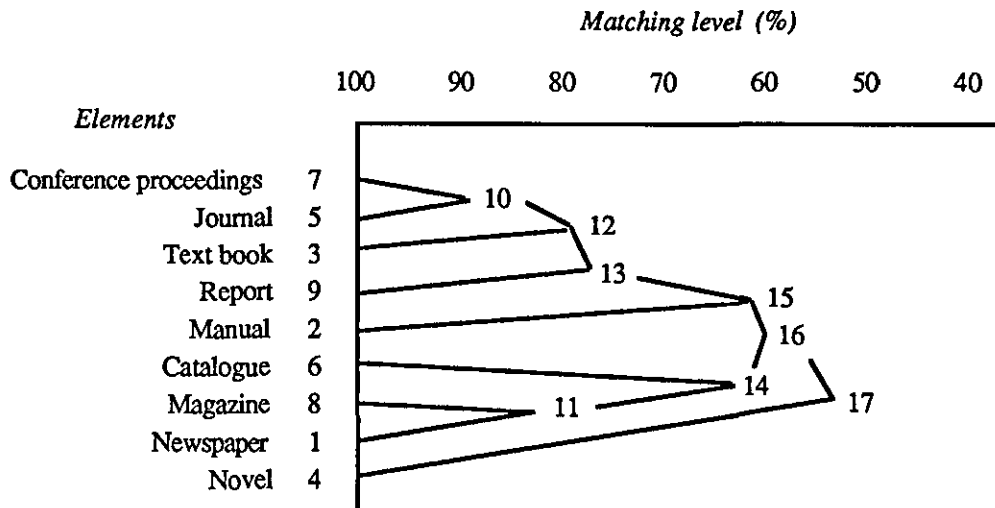 Matching level (%)
100 90 80 70 60 50 40
Elements
Conference proceedings 7
10
Journal 5
12
Text book 3
13
Report 9
15
Manual 2
16
Catalogue 6
14
Magazine 8
11
17
Newspaper 1
Novel 4